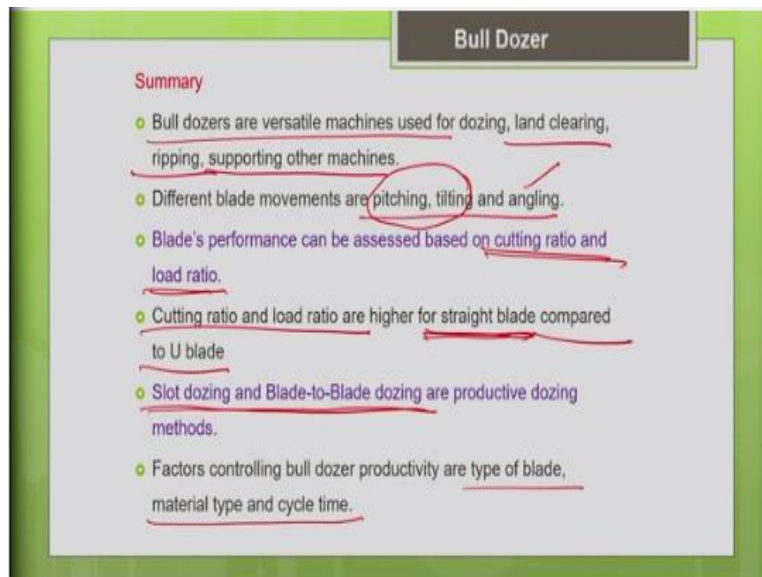 Bull Dozer
Summary
Bull dozers are versatile machines used for dozing, land clearing,
ripping, supporting other machines.
Different blade movements are pitching, tilting and angling.
Blade's performance can be assessed based on cutting ratio and
load ratio.
Cutting ratio and load ratio are higher for straight blade compared
to U blade
Slot dozing and Blade-to-Blade dozing are productive dozing
methods.
Factors controlling bull dozer productivity are type of blade,
material type and cycle time.